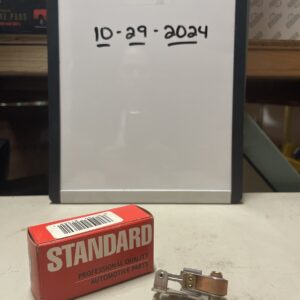 10-29-2024
STANDARD
PROFESSIONAL QUALITY
AUTOMOTIVE PARTS